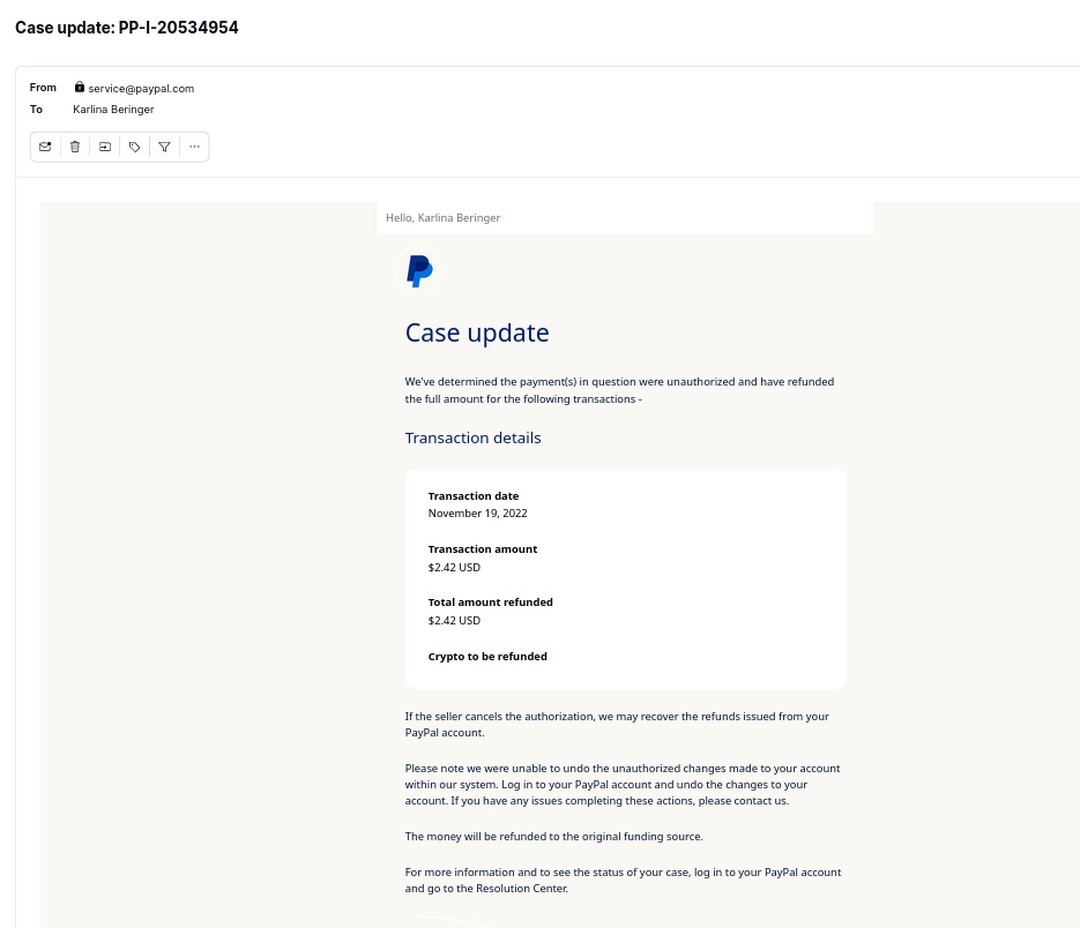 Case update: PP-I-20534954
From service@paypal.com
To Karlina Beringer
Hello, Karlina Beringer
Case update
We've determined the payment(s) in question were unauthorized and have refunded
the full amount for the following transactions -
Transaction details
Transaction date
November 19, 2022
Transaction amount
$2.42 USD
Total amount refunded
$2.42 USD
Crypto to be refunded
If the seller cancels the authorization, we may recover the refunds issued from your
PayPal account.
Please note we were unable to undo the unauthorized changes made to your account
within our system. Log in to your PayPal account and undo the changes to your
account. If you have any issues completing these actions, please contact us.
The money will be refunded to the original funding source.
For more information and to see the status of your case, log in to your PayPal account
and go to the Resolution Center.